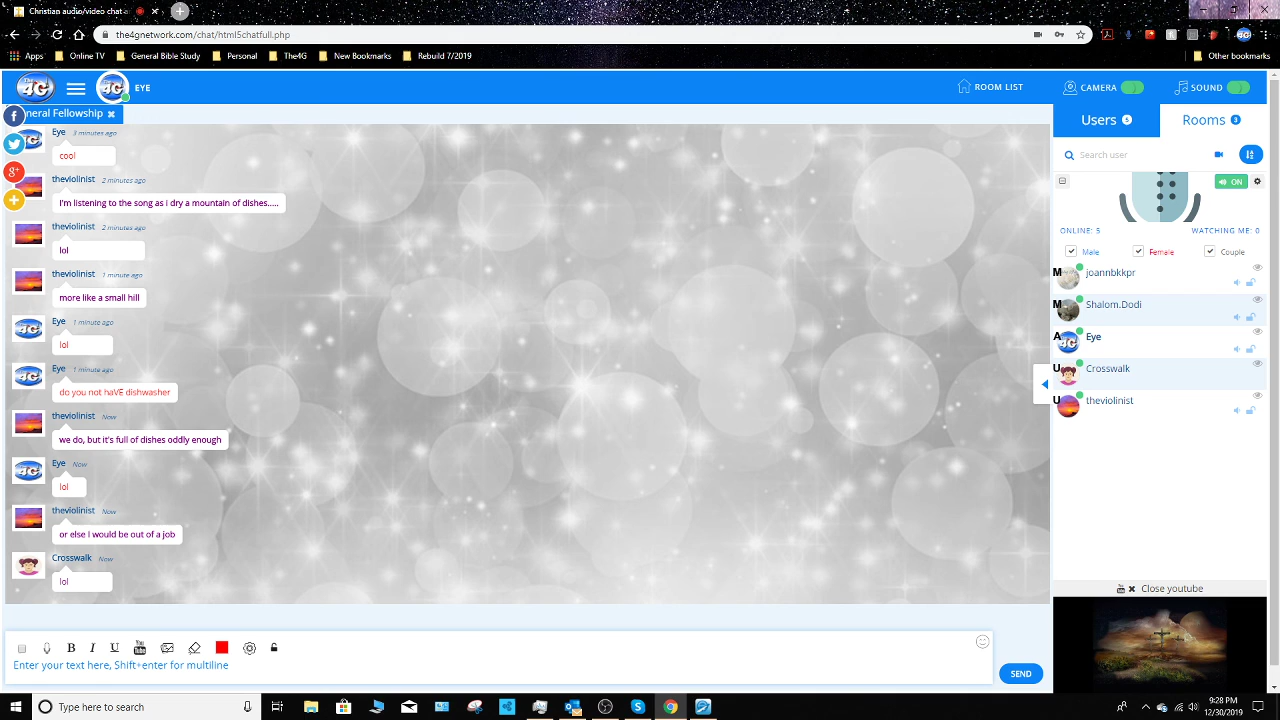 Christian audio/video chat a
the4gnetwork.com/chat/html5chatfull.php
Apps Online TV General Bible Study Personal The4G New Bookmarks Rebuild 7/2019 Other bookmarks
4G EYE ROOM LIST CAMERA SOUND
neral Fellowship
Users 5 Rooms 3
Search user
ON
ONLINE: 5 WATCHING ME: 0
Male Female Couple
M joannbkkpr
M Shalom.Dodi
A Eye
U Crosswalk
U theviolinist
Eye 3 minutes ago
cool
theviolinist 2 minutes ago
I'm listening to the song as i dry a mountain of dishes.....
theviolinist 2 minutes ago
lol
theviolinist 1 minute ago
more like a small hill
Eye 1 minute ago
lol
Eye 1 minute ago
do you not haVE dishwasher
theviolinist Now
we do, but it's full of dishes oddly enough
Eye Now
lol
theviolinist Now
or else I would be out of a job
Crosswalk Now
lol
Close youtube
B I U
Enter your text here, Shift+enter for multiline
SEND
Type here to search
9:28 PM
12/30/2019